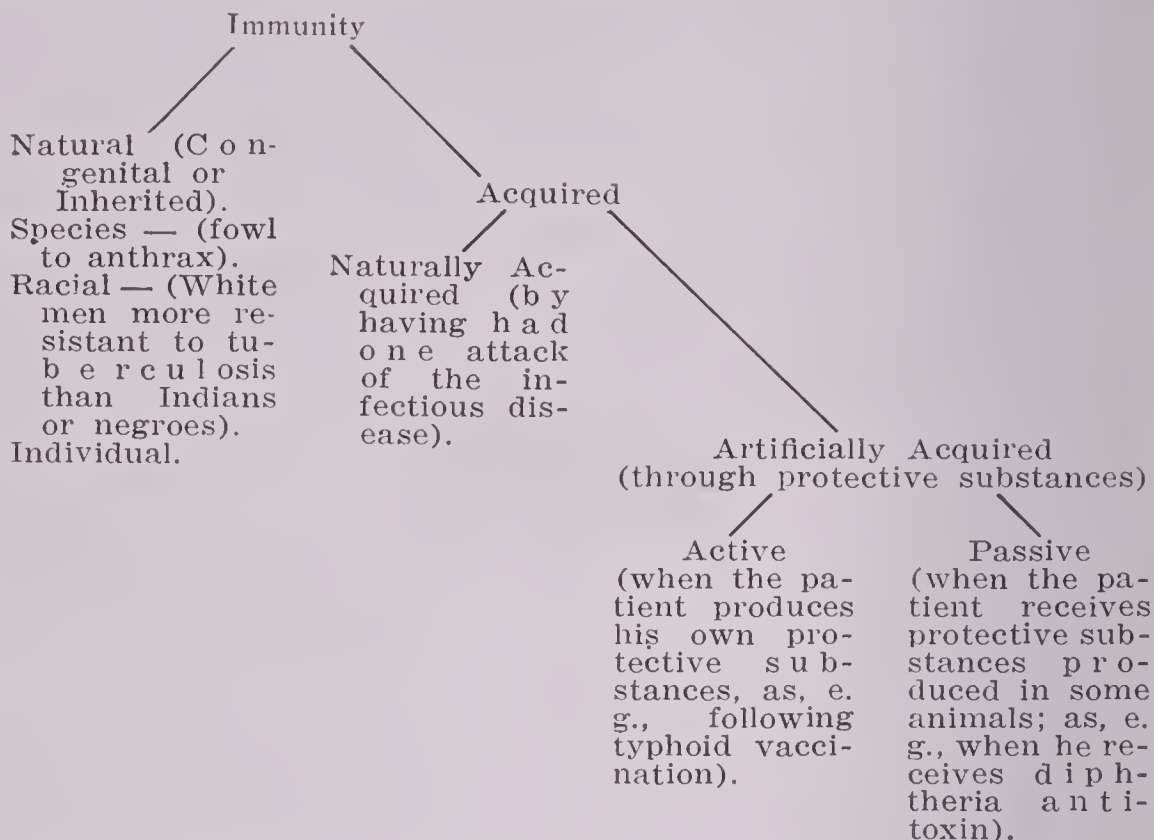 Immunity
Natural (C o n-
genital or
Inherited).
Species — (fowl
to anthrax).
Racial — (White
men more re-
sistant to tu-
b e rcul osis
than Indians
or negroes).
Individual.
Acquired
Naturally Ac-
quired (b y
having h a d
o n e attack
of the in-
fectious dis-
ease).
Artificially Acquired
(through protective substances)
Active
(when the pa-
tient produces
his own pro-
tective s u b-
stances, as, e.
g., following
typhoid vacci-
nation).
Passive
(when the pa-
tient receives
protective sub-
stances p r o-
duced in some
animals; as, e.
g., when he re-
ceives d i p h-
theria a n t i-
toxin).